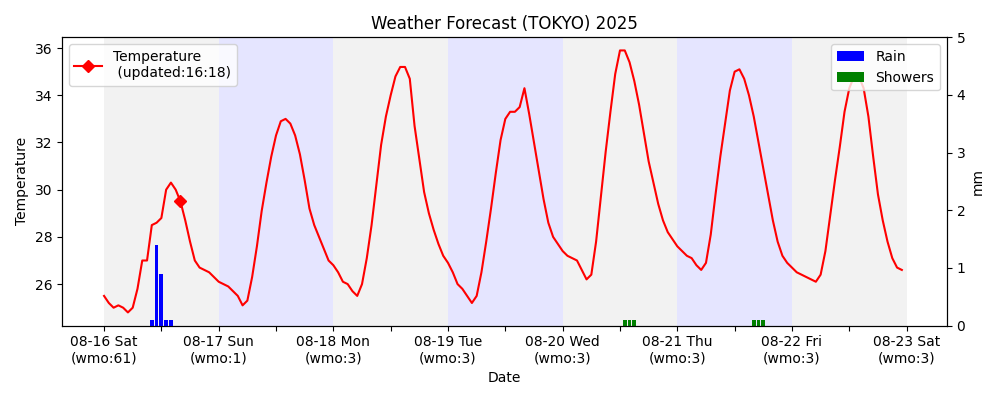 Weather Forecast (TOKYO) 2025
Temperature
(updated:16:18)
Rain
Showers
36
34
32
30
28
26
Temperature
5
4
3
2
1
0
mm
08-16 Sat
(wmo:61)
08-17 Sun
(wmo:1)
08-18 Mon
(wmo:3)
08-19 Tue
(wmo:3)
08-20 Wed
(wmo:3)
08-21 Thu
(wmo:3)
08-22 Fri
(wmo:3)
08-23 Sat
(wmo:3)
Date